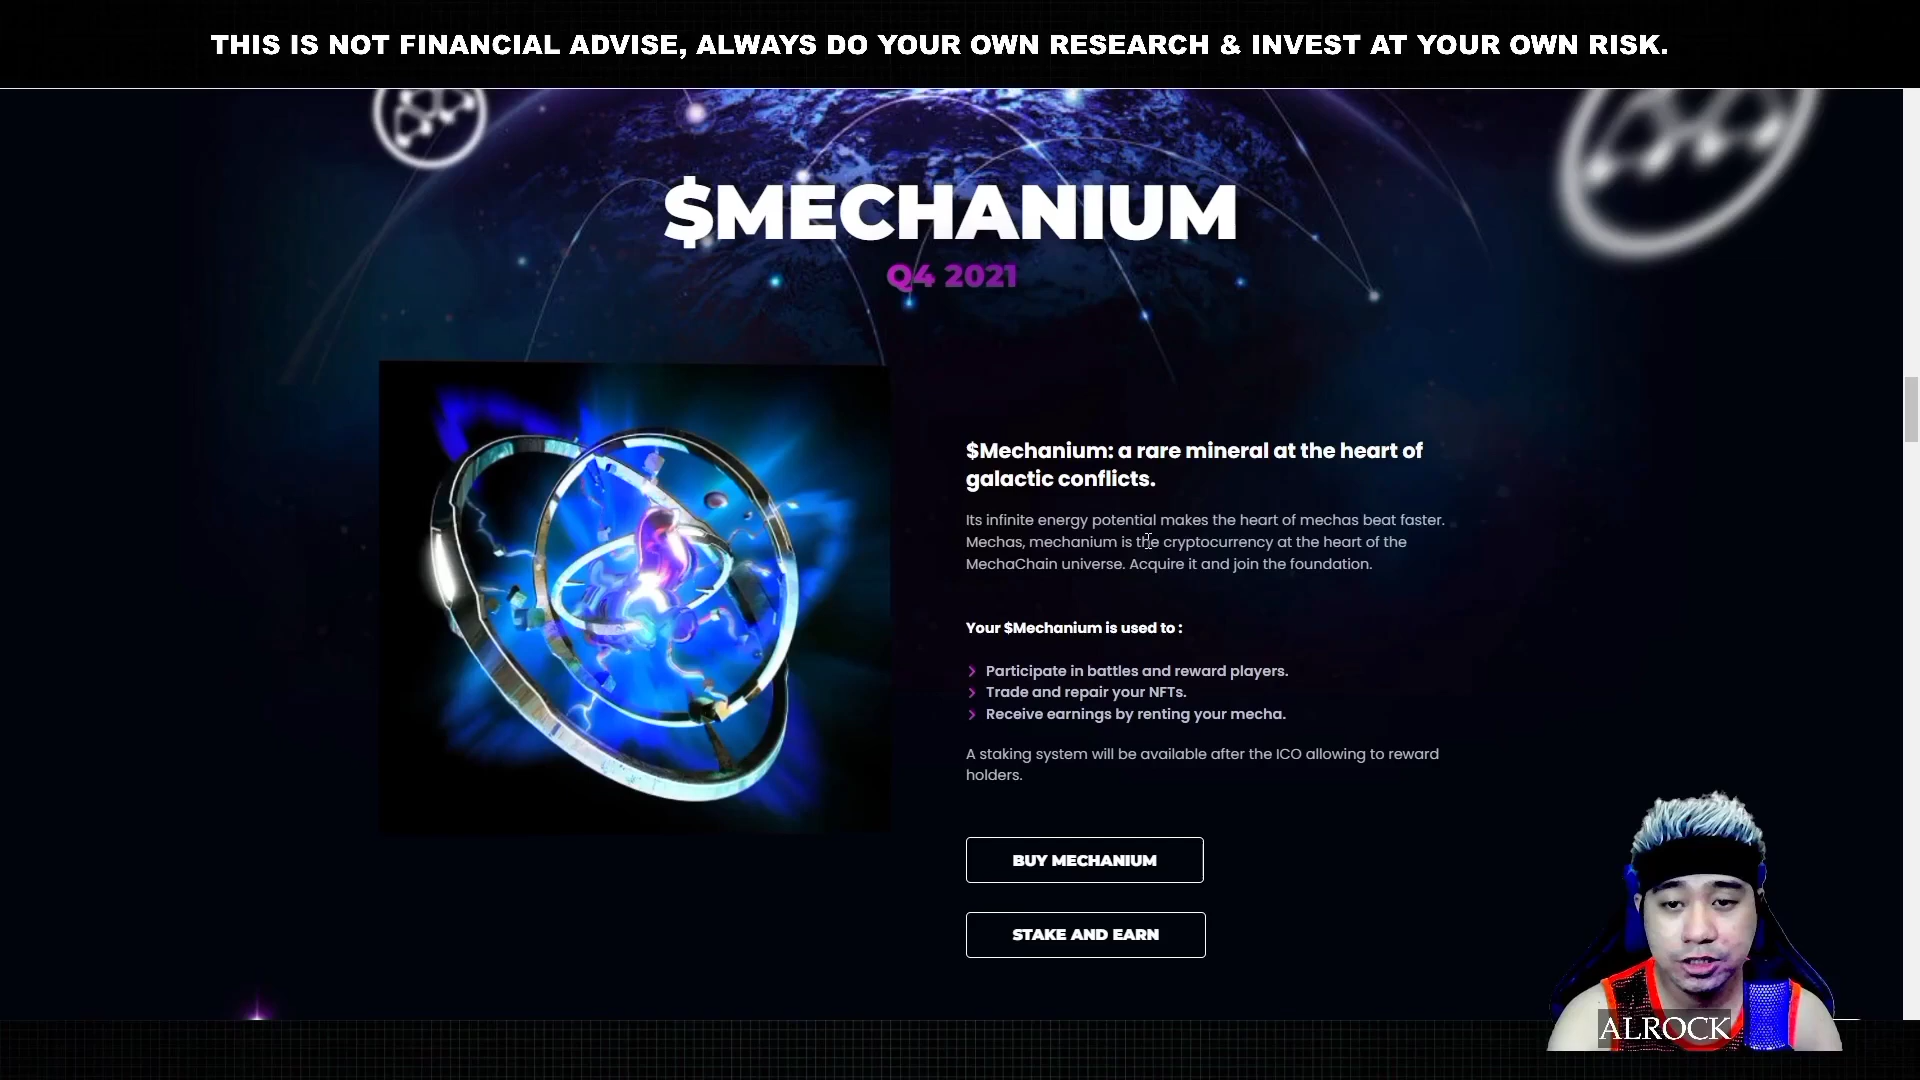 THIS IS NOT FINANCIAL ADVISE, ALWAYS DO YOUR OWN RESEARCH & INVEST AT YOUR OWN RISK.
$MECHANIUM
Q4 2021
$Mechanium: a rare mineral at the heart of
galactic conflicts.
Its infinite energy potential makes the heart of mechas beat faster.
Mechas, mechanium is the cryptocurrency at the heart of the
MechaChain universe. Acquire it and join the foundation.
Your $Mechanium is used to :
Participate in battles and reward players.
Trade and repair your NFTs.
Receive earnings by renting your mecha.
A staking system will be available after the ICO allowing to reward
holders.
BUY MECHANIUM
STAKE AND EARN
ALROCK